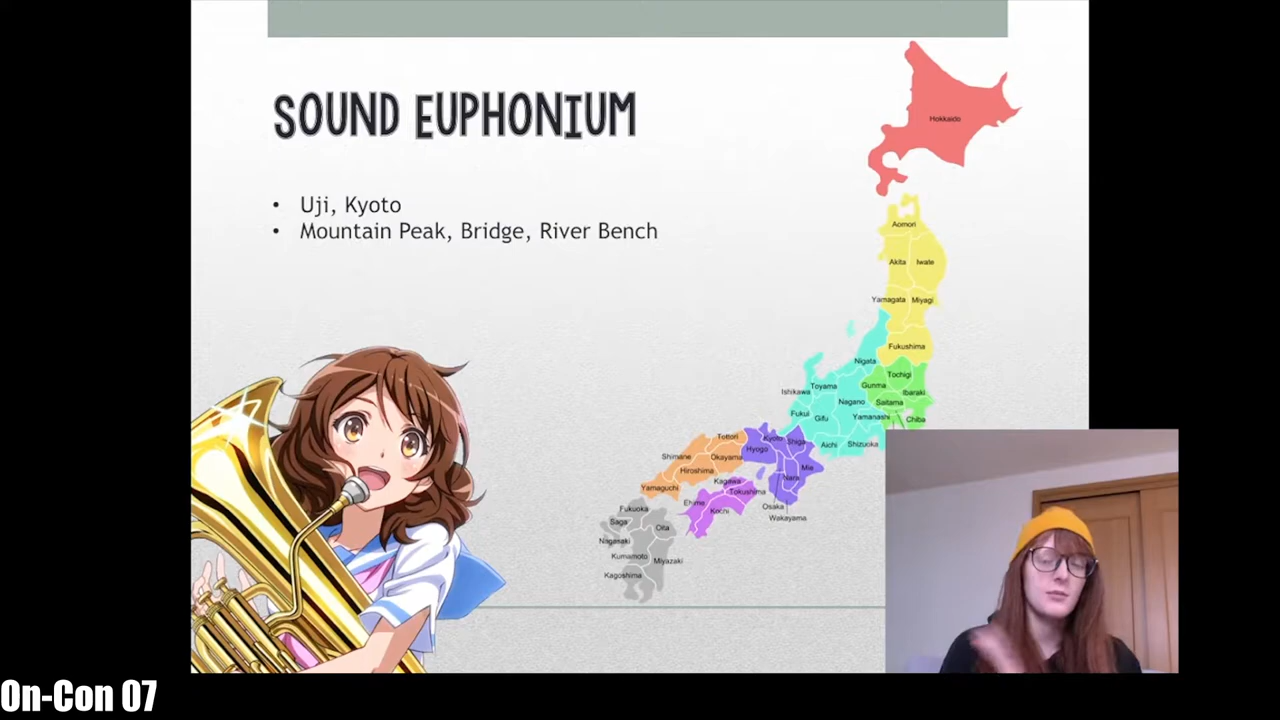 SOUND EUPHONIUM
• Uji, Kyoto
• Mountain Peak, Bridge, River Bench
Hokkaido
Aomori
Akita
Iwate
Yamagata
Miyagi
Fukushima
Nigata
Tochigi
Gunma
Ibaraki
Ishikawa
Toyama
Nagano
Saitama
Fukui
Gifu
Yamanashi
Chiba
Aichi
Shizuoka
Tottori
Kyoto
Shiga
Hyogo
Shimane
Okayama
Hiroshima
Mie
Nara
Yamaguchi
Kagawa
Tokushima
Ehime
Kochi
Osaka
Wakayama
Fukuoka
Saga
Oita
Nagasaki
Kumamoto
Miyazaki
Kagoshima
On-Con 07